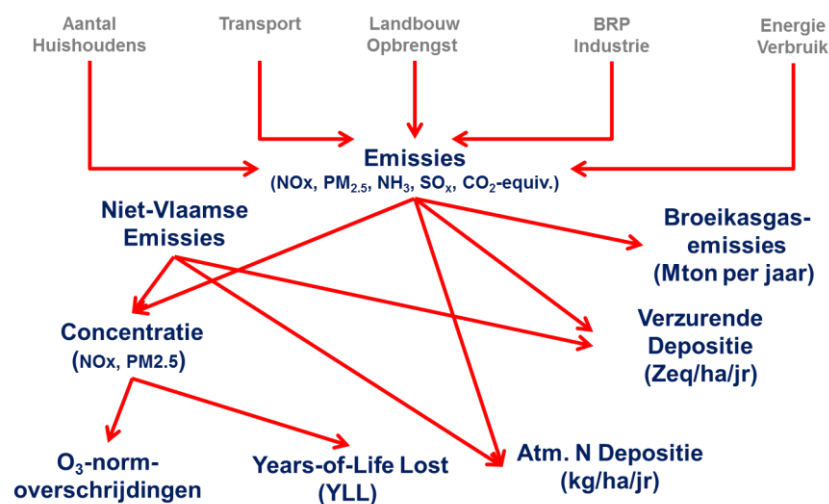 Aantal
Huishoudens
Transport
Landbouw
Opbrengst
BRP
Industrie
Energie
Verbruik
Emissies
(NOx, PM2.5, NH3, SOx, CO2-equiv.)
Niet-Vlaamse
Emissies
Broeikasgas-
emissies
(Mton per jaar)
Concentratie
(NOx, PM2.5)
Verzurende
Depositie
(Zeq/ha/jr)
O3-norm-
overschrijdingen
Years-of-Life Lost
(YLL)
Atm. N Depositie
(kg/ha/jr)